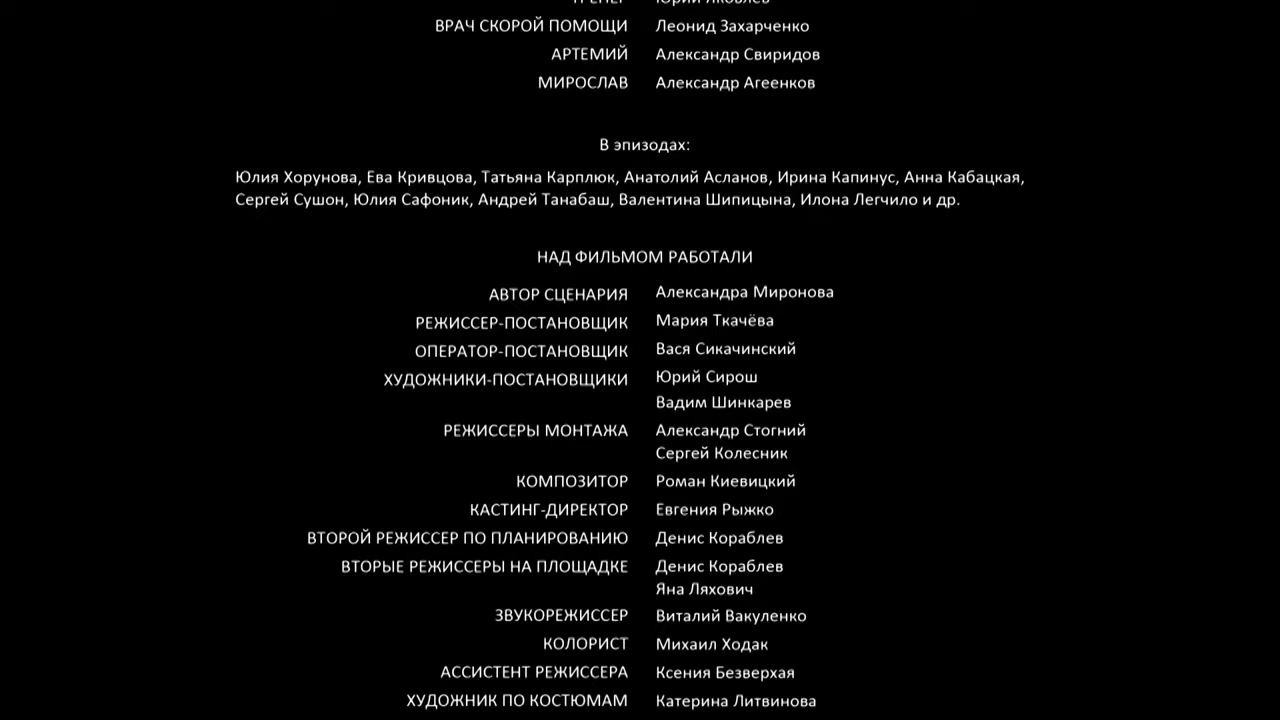 ТРЕНЕР Юрий Яковлев
ВРАЧ СКОРОЙ ПОМОЩИ Леонид Захарченко
АРТЕМИЙ Александр Свиридов
МИРОСЛАВ Александр Агеенков
В эпизодах:
Юлия Хорунова, Ева Кривцова, Татьяна Карплюк, Анатолий Асланов, Ирина Капинус, Анна Кабацкая,
Сергей Сушон, Юлия Сафоник, Андрей Танабаш, Валентина Шипицына, Илона Легчило и др.
НАД ФИЛЬМОМ РАБОТАЛИ
АВТОР СЦЕНАРИЯ Александра Миронова
РЕЖИССЕР-ПОСТАНОВЩИК Мария Ткачёва
ОПЕРАТОР-ПОСТАНОВЩИК Вася Сикачинский
ХУДОЖНИКИ-ПОСТАНОВЩИКИ Юрий Сирош
Вадим Шинкарев
РЕЖИССЕРЫ МОНТАЖА Александр Стогний
Сергей Колесник
КОМПОЗИТОР Роман Киевицкий
КАСТИНГ-ДИРЕКТОР Евгения Рыжко
ВТОРОЙ РЕЖИССЕР ПО ПЛАНИРОВАНИЮ Денис Кораблев
ВТОРЫЕ РЕЖИССЕРЫ НА ПЛОЩАДКЕ Денис Кораблев
Яна Ляхович
ЗВУКОРЕЖИССЕР Виталий Вакуленко
КОЛОРИСТ Михаил Ходак
АССИСТЕНТ РЕЖИССЕРА Ксения Безверхая
ХУДОЖНИК ПО КОСТЮМАМ Катерина Литвинова